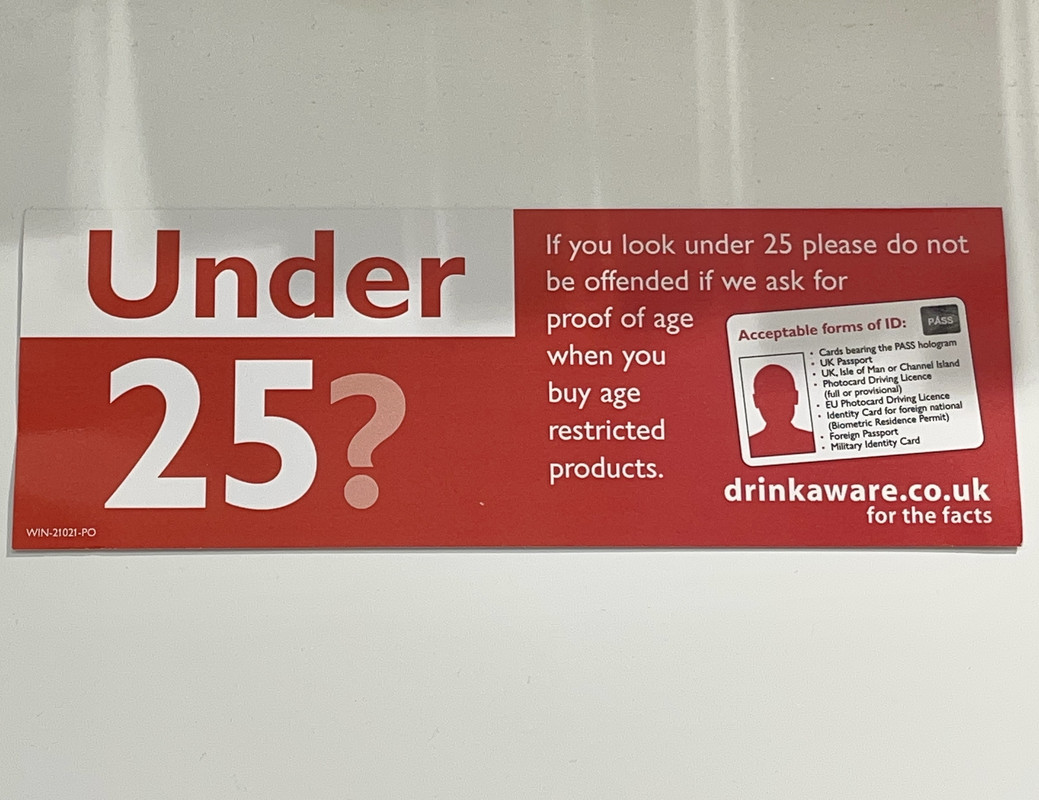 Under
25?
WIN-21021-PO
If you look under 25 please do not
be offended if we ask for
proof of age
when you
buy age
restricted
products.
Acceptable forms of ID:
PASS
• Cards bearing the PASS hologram
• UK Passport
• UK, Isle of Man or Channel Island
• Photocard Driving Licence
(full or provisional)
• EU Photocard Driving Licence
• Identity Card for foreign national
(Biometric Residence Permit)
• Foreign Passport
• Military Identity Card
drinkaware.co.uk
for the facts